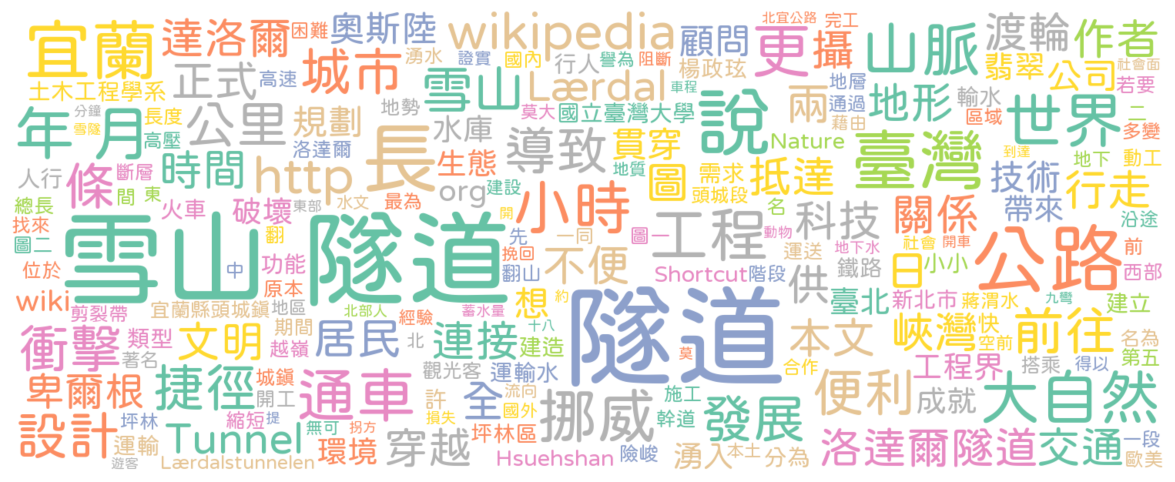 宜蘭
達洛爾
困難
奧斯陸
wikipedia
顧問
更
北宜公路
完工
攝
山脈
渡輪
作者
社會面
土木工程學系
正式
高速
城市
湧水
證實
國內
行人
譽為
阻斷
楊政玹
地層
翡翠
公司
若要
年
月
分鐘
雪隧
長度
高壓
公里
洛達爾
地勢
規劃
雪山
Lærdal
莫大
國立臺灣大學
車程
說
兩
通過
藉由
地形
輸水
區域
世界
二
多變
人行
條
斷層
間
東
時間
http
長
水庫
生態
org
建設
導致
貫穿
地質
圖
Nature
需求
頭城段
抵達
臺灣
到達
技術
地下
動工
行走
總長
找來
圖二
火車
破壞
東部
水文
最為
開
先
小時
一同
圖一
動物
名
工程
運送
科技
地下水
關係
社會
開車
帶來
日
小小
公路
前
沿途
西部
位於
雪山
隧道
中
翻
功能
原本
挽回
翻山
不便
Shortcut
階段
供
鐵路
臺北
新北市
蔣渭水
九彎
建立
wiki
剪裂帶
宜蘭縣頭城鎮
地區
北部人
蓄水量
約
想
隧道
衝擊
類型
著名
文明
期間
越嶺
居民
經驗
北
連接
十八
建造
莫
合作
本文
峽灣
快
空前
前往
名為
第五
工程界
搭乘
得以
卑爾根
捷徑
城鎮
開工
通車
觀光客
運輸水
許
全
流向
國外
損失
挪威
施工
幹道
發展
便利
成就
大自然
設計
坪林
運輸
遊客
縮短
提
Tunnel
無可
拐方
環境
穿越
坪林區
Lærdalstunnelen
Hsuehshan
險峻
湧入
本土
分為
洛達爾隧道
交通
一段
歐美